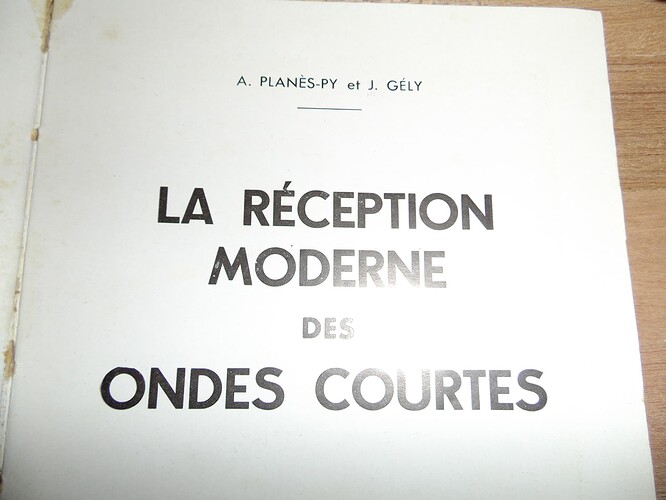 A. PLANÈS-PY et J. GÉLY
LA RÉCEPTION
MODERNE
DES
ONDES COURTES